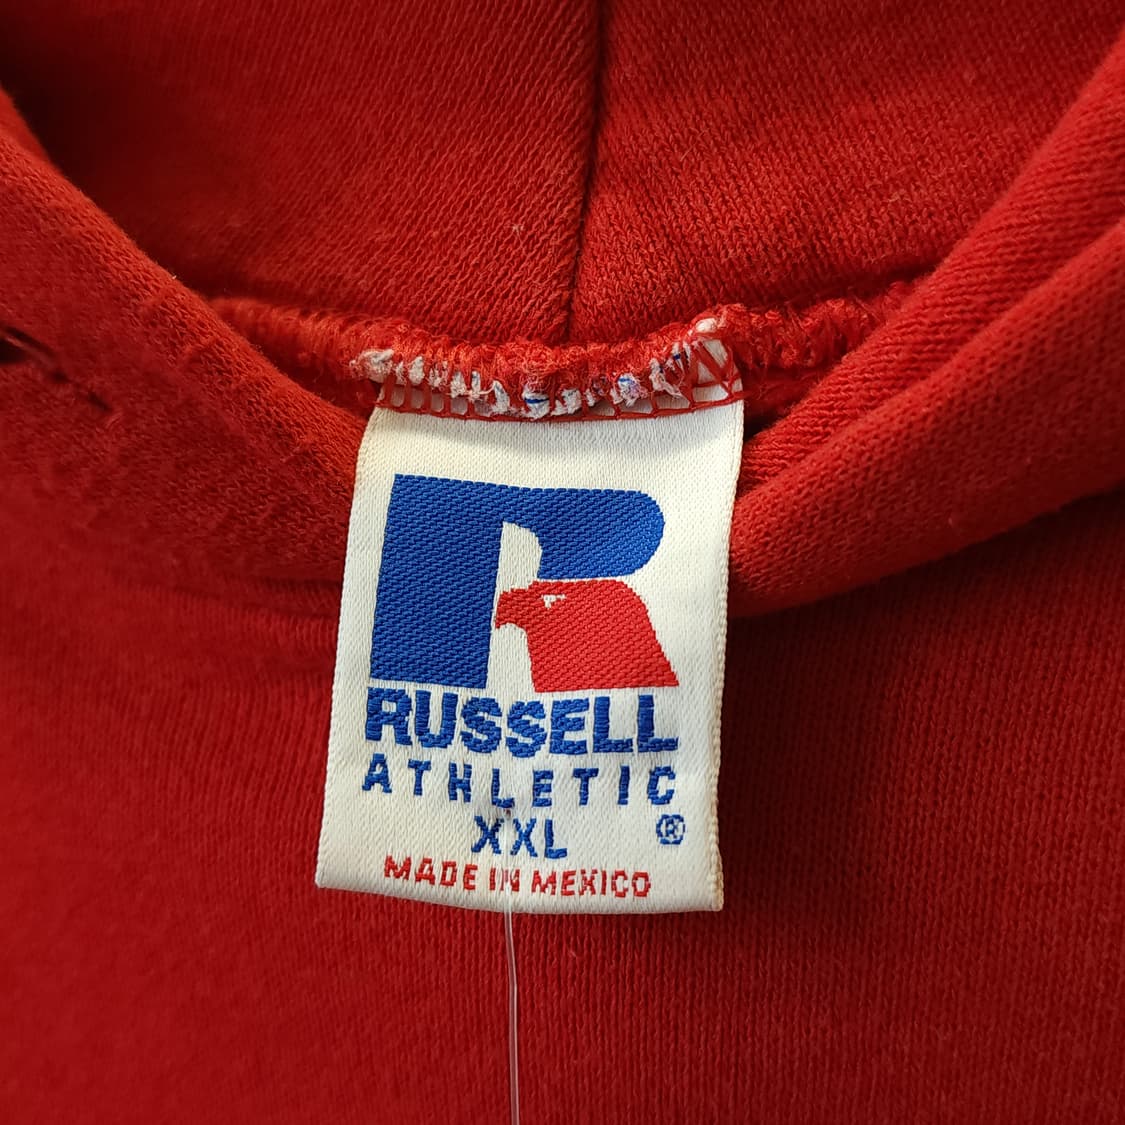 R
RUSSELL
ATHLETIC
XXL ®
MADE IN MEXICO